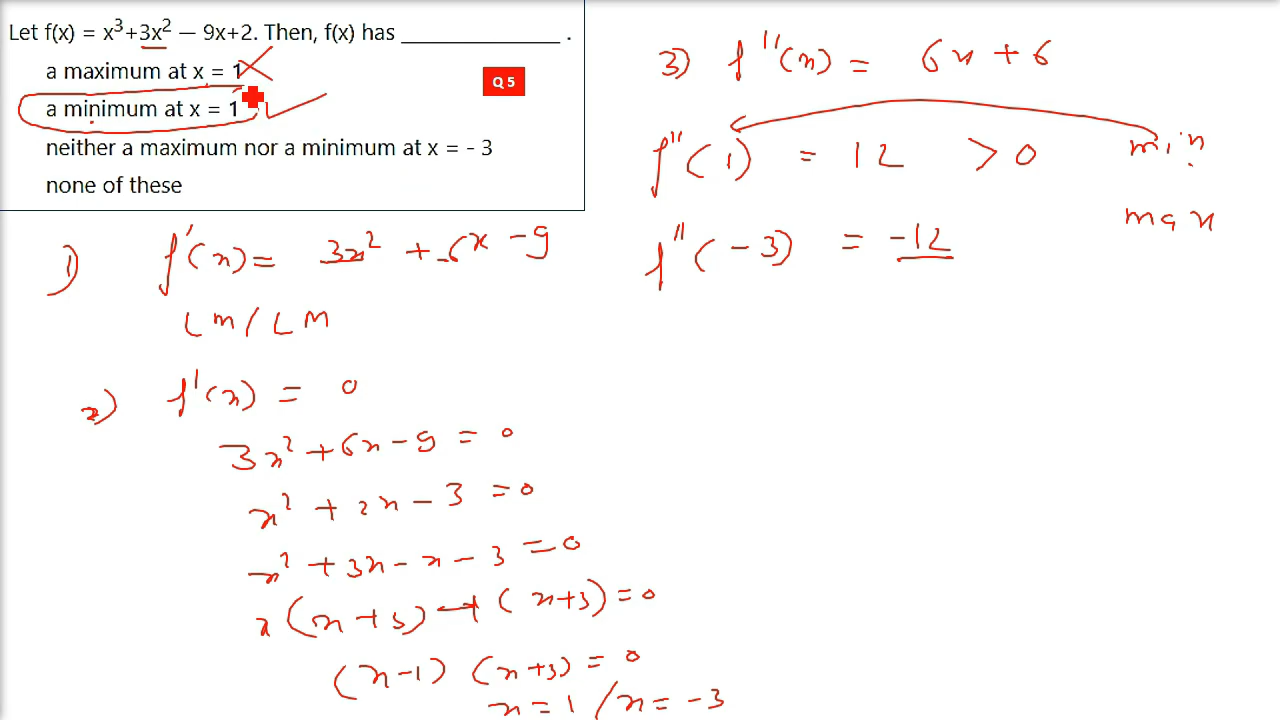 Let f(x) = x³+3x² — 9x+2. Then, f(x) has ______________ .
a maximum at x = 1
Q 5
a minimum at x = 1
neither a maximum nor a minimum at x = - 3
none of these
1) f'(x) = 3x² + 6x - 9
LM/LM
2) f'(x) = 0
3x² + 6x - 9 = 0
x² + 2x - 3 = 0
x² + 3x - x - 3 = 0
x(x+3) -1(x+3) = 0
(x-1) (x+3) = 0
x = 1 / x = -3
3) f''(x) = 6x + 6
f''(1) = 12 > 0 min
max
f''(-3) = -12